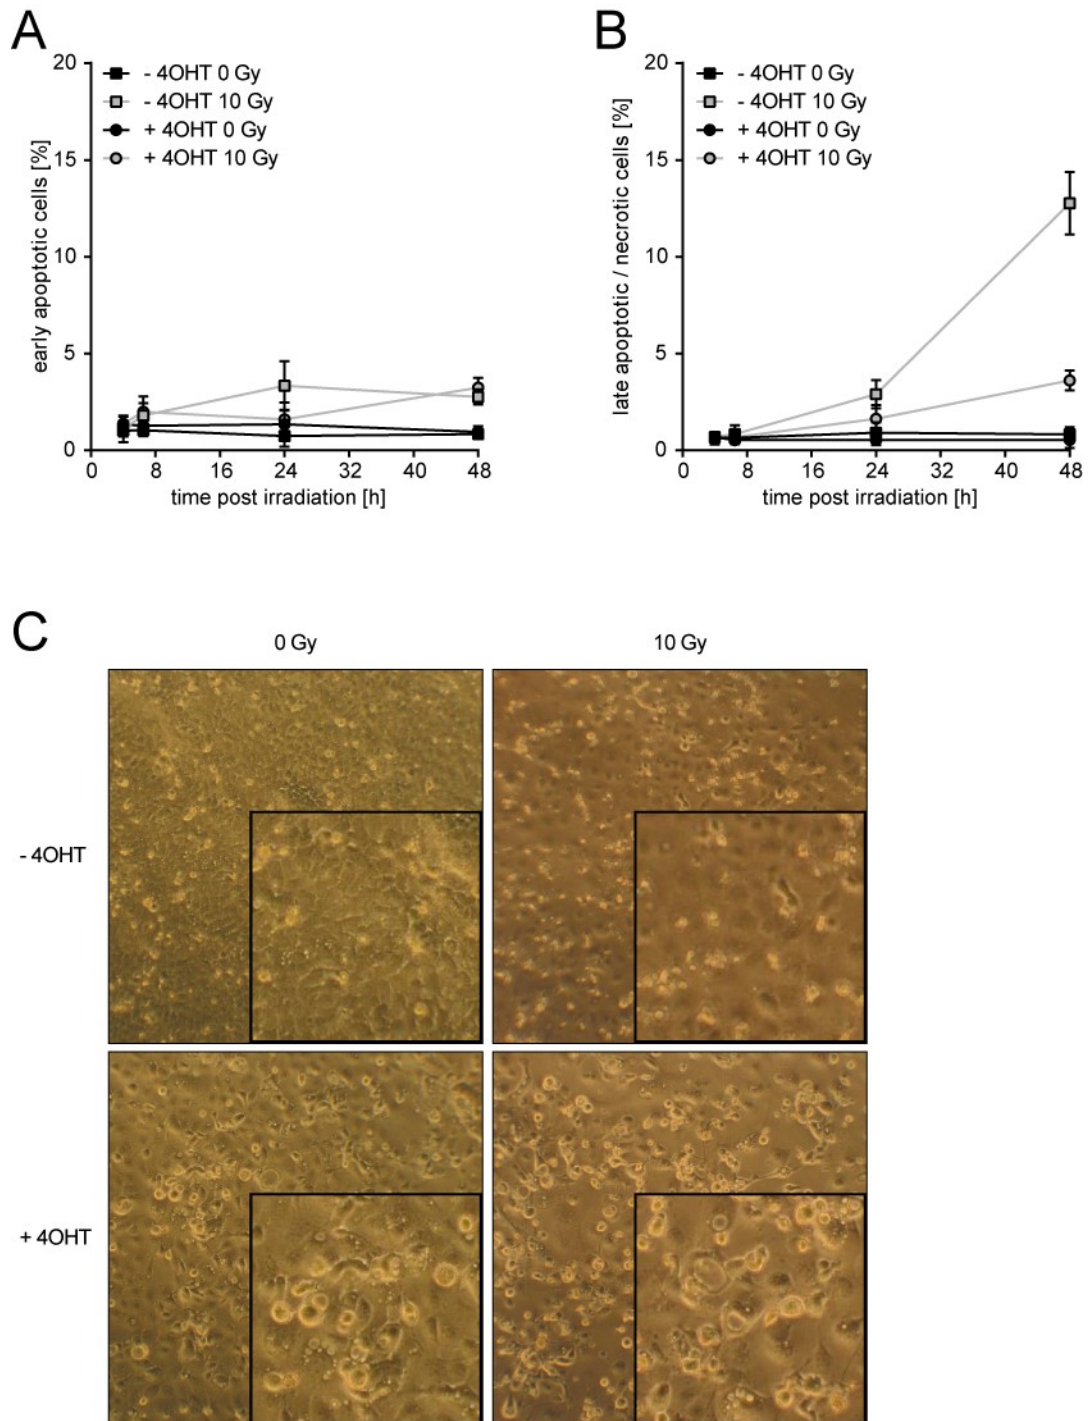 A
20
15
10
5
0
early apoptotic cells [%]
- 4OHT 0 Gy
- 4OHT 10 Gy
+ 4OHT 0 Gy
+ 4OHT 10 Gy
0 8 16 24 32 40 48
time post irradiation [h]
B
20
15
10
5
0
late apoptotic / necrotic cells [%]
- 4OHT 0 Gy
- 4OHT 10 Gy
+ 4OHT 0 Gy
+ 4OHT 10 Gy
0 8 16 24 32 40 48
time post irradiation [h]
C
0 Gy 10 Gy
- 4OHT
+ 4OHT